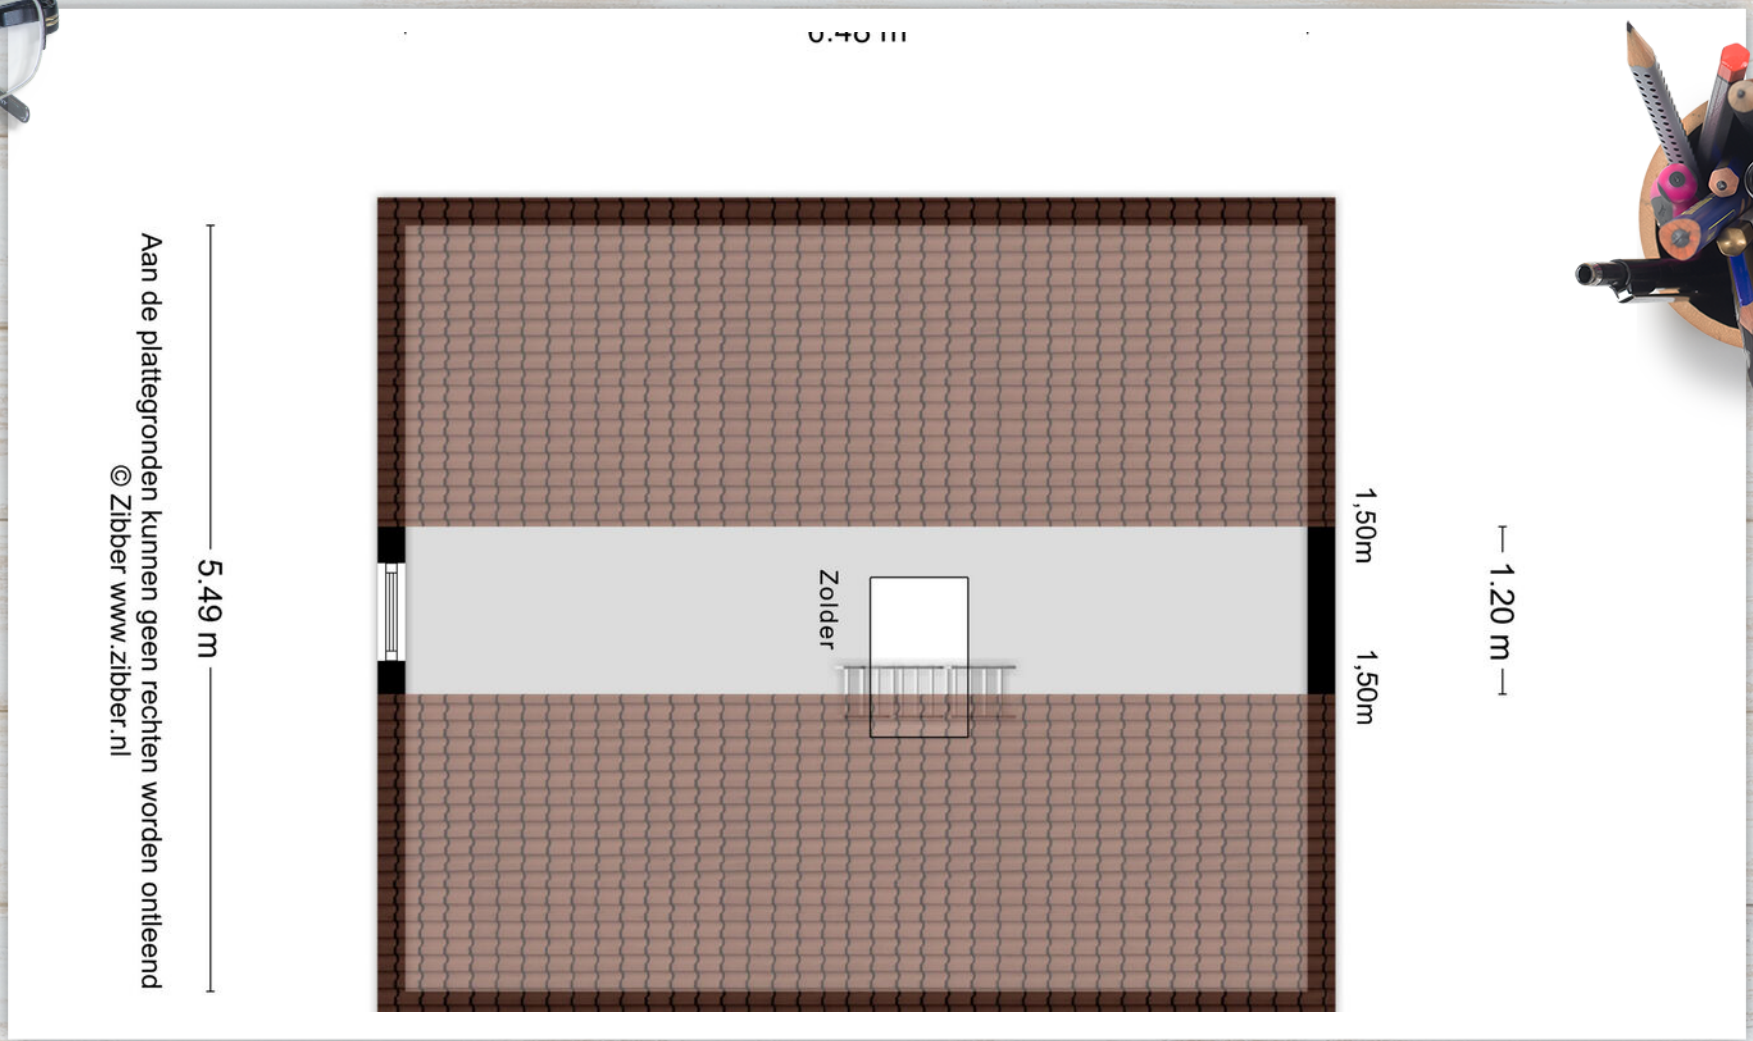 Zolder
1,50m
1,50m
1.20 m
5.49 m
Aan de plattegronden kunnen geen rechten worden ontleend
© Zibber www.zibber.nl